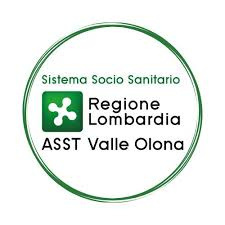 Sistema Socio Sanitario
Regione
Lombardia
ASST Valle Olona